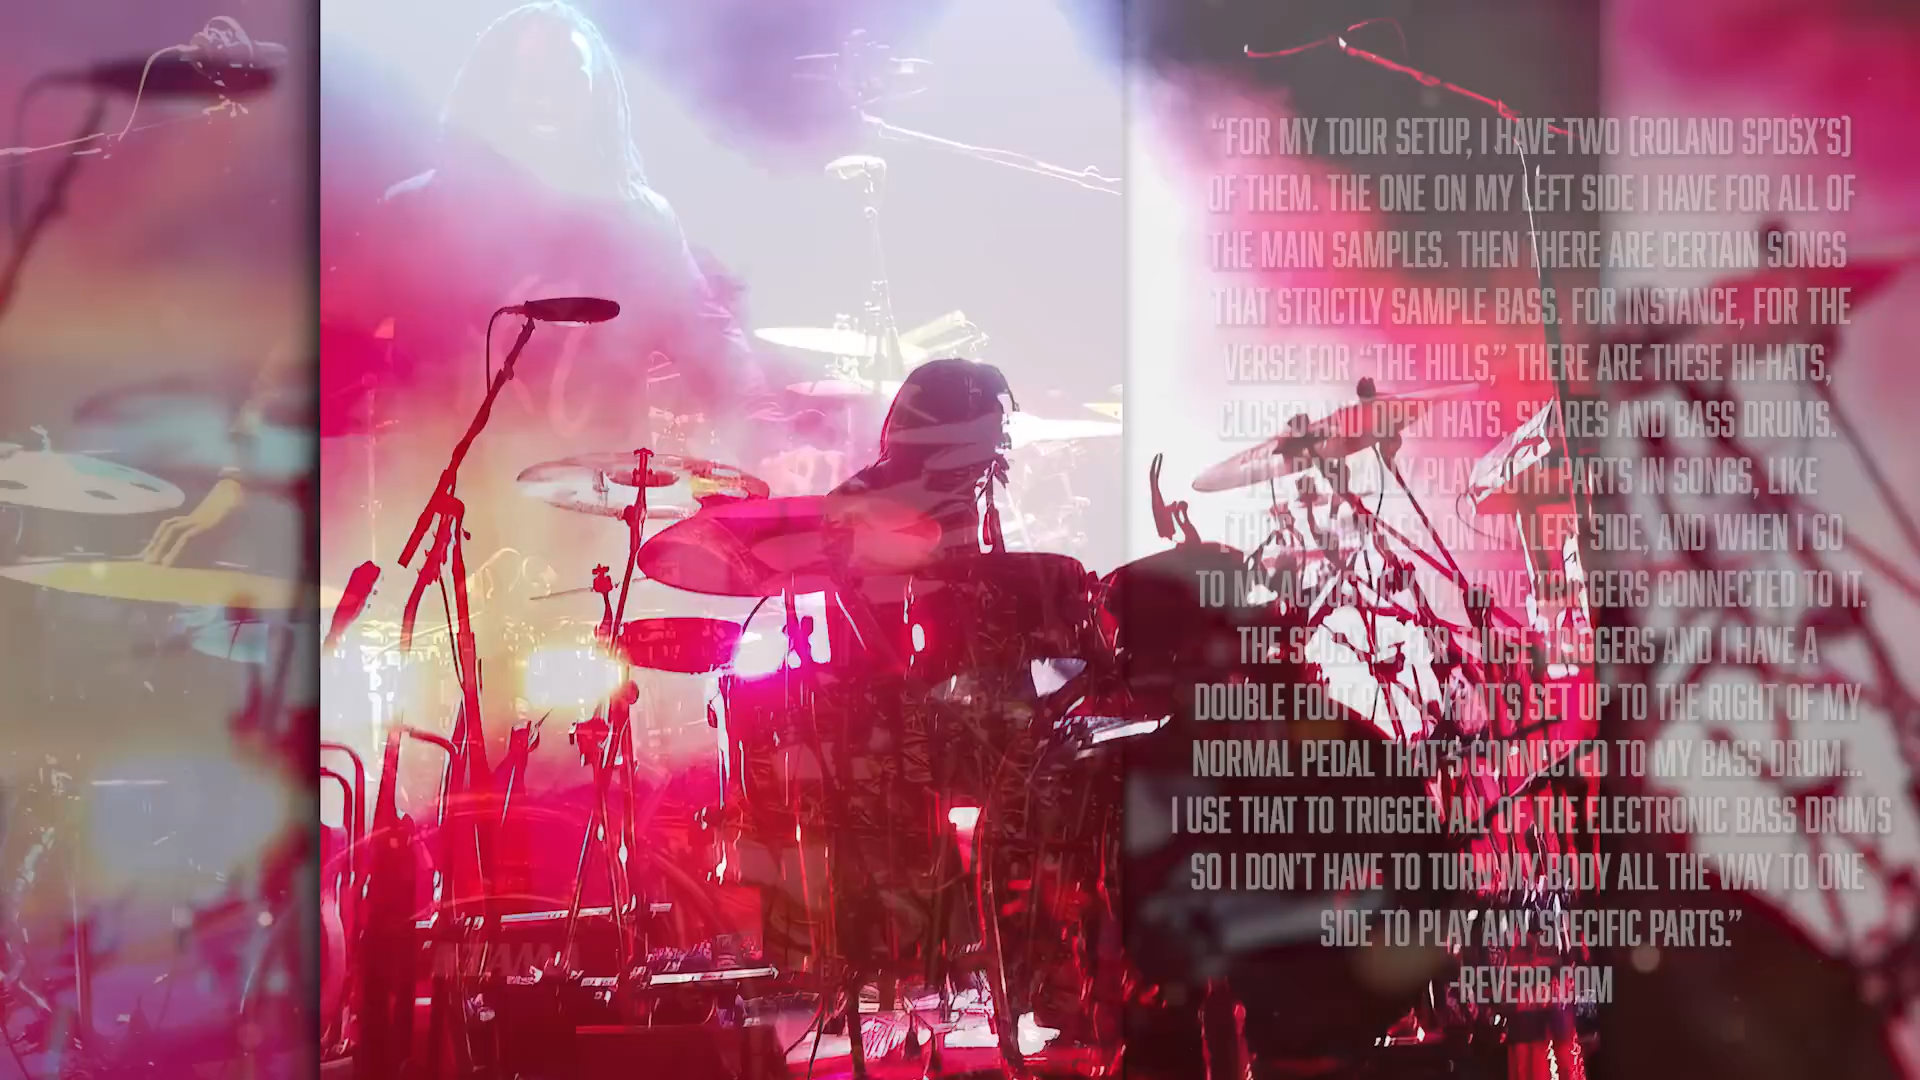 “FOR MY TOUR SETUP, I HAVE TWO (ROLAND SPDSX’S)
OF THEM. THE ONE ON MY LEFT SIDE I HAVE FOR ALL OF
THE MAIN SAMPLES. THEN THERE ARE CERTAIN SONGS
THAT STRICTLY SAMPLE BASS. FOR INSTANCE, FOR THE
VERSE FOR “THE HILLS,” THERE ARE THESE HI-HATS,
CLOSED AND OPEN HATS, SNARES AND BASS DRUMS.
I'LL BASICALLY PLAY BOTH PARTS IN SONGS, LIKE
SIDE, AND WHEN I GO
ON MY LEFT
TO MY ACTUAL KIT, I HAVE TRIGGERS CONNECTED TO IT.
THOSE TRIGGERS AND I HAVE A
DOUBLE FOOT PEDAL THAT'S SET UP TO THE RIGHT OF MY
NORMAL PEDAL THAT'S CONNECTED TO MY BASS DRUM...
I USE THAT TO TRIGGER ALL OF THE ELECTRONIC BASS DRUMS
SO I DON'T HAVE TO TURN MY BODY ALL THE WAY TO ONE
SIDE TO PLAY ANY SPECIFIC PARTS.”
-REVERB.COM
TAMA